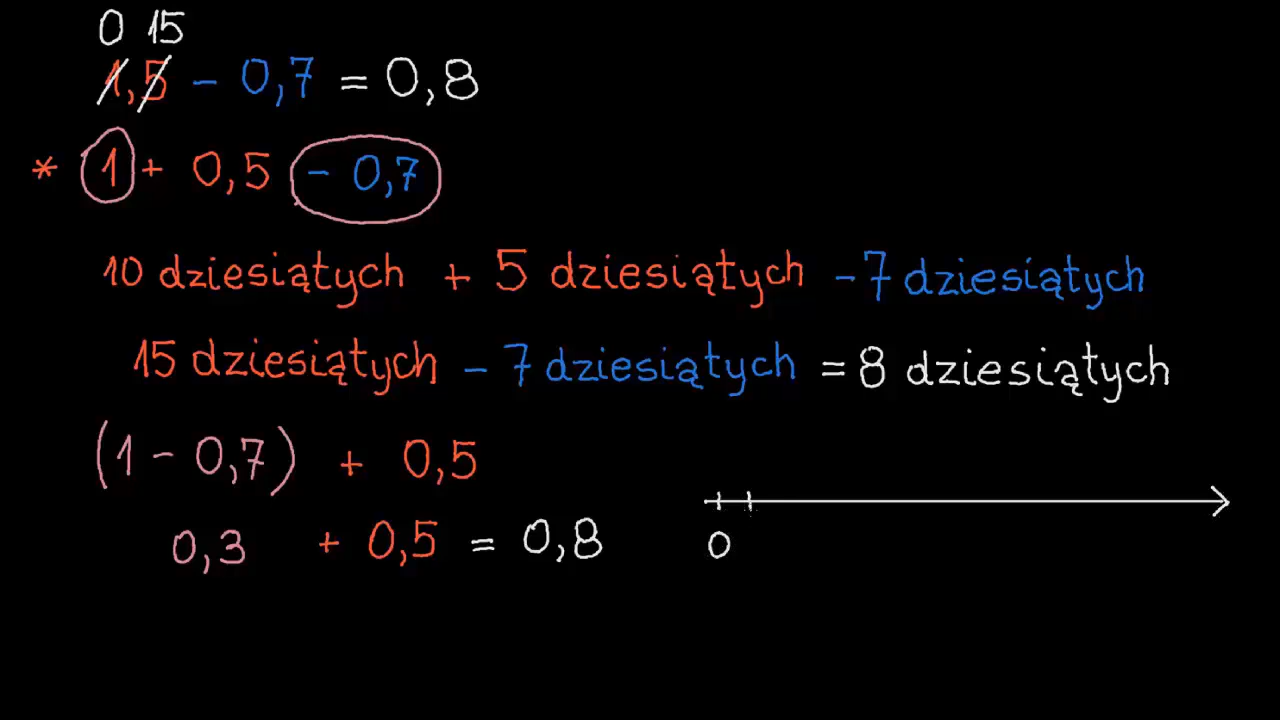 0 15
1,5 - 0,7 = 0,8
* 1 + 0,5 - 0,7
10 dziesiątych + 5 dziesiątych - 7 dziesiątych
15 dziesiątych - 7 dziesiątych = 8 dziesiątych
(1 - 0,7) + 0,5
0,3 + 0,5 = 0,8
0